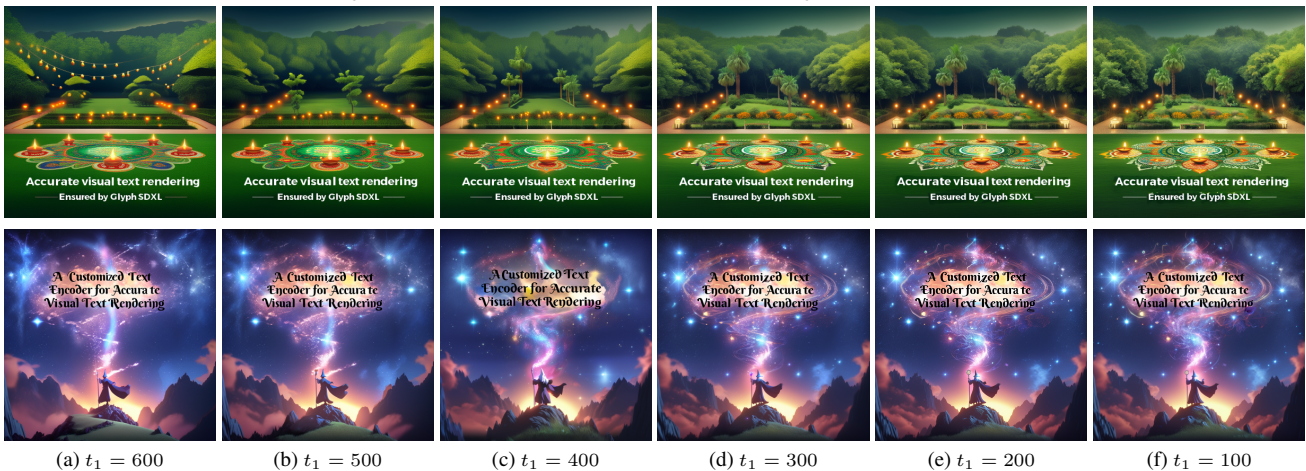 Accurate visual text rendering
Ensured by Glyph SDXL
Accurate visual text rendering
Ensured by Glyph SDXL
Accurate visual text rendering
Ensured by Glyph SDXL
Accurate visual text rendering
Ensured by Glyph SDXL
Accurate visual text rendering
Ensured by Glyph SDXL
Accurate visual text rendering
Ensured by Glyph SDXL
A Customized Text
Encoder for Accura te
Visual Text Rendering
A Customized Text
Encoder for Accura te
Visual Text Rendering
A Customized Text
Encoder for Accurate
Visual Text Rendering
A Customized Text
Encoder for Accura te
Visual Text Rendering
A Customized Text
Encoder for Accura te
Visual Text Rendering
A Customized Text
Encoder for Accura te
Visual Text Rendering
(a) t₁ = 600
(b) t₁ = 500
(c) t₁ = 400
(d) t₁ = 300
(e) t₁ = 200
(f) t₁ = 100